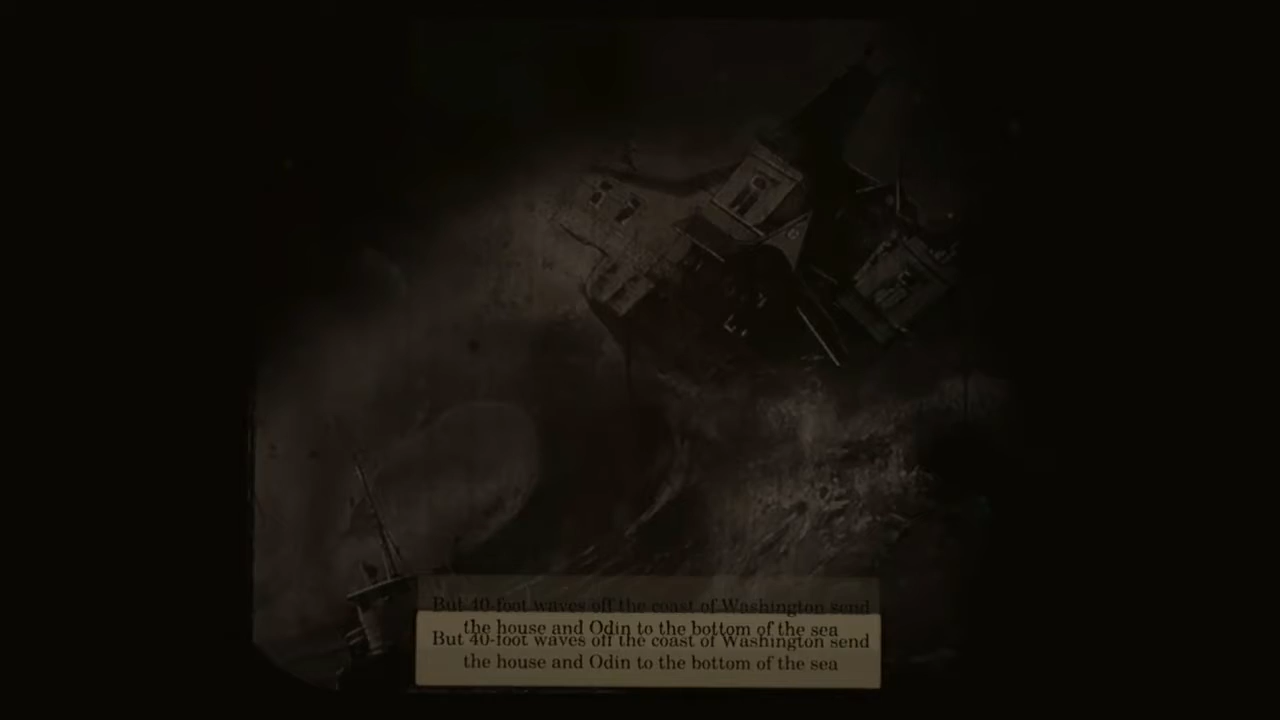 But 40-foot waves off the coast of Washington send
the house and Odin to the bottom of the sea
But 40-foot waves off the coast of Washington send
the house and Odin to the bottom of the sea